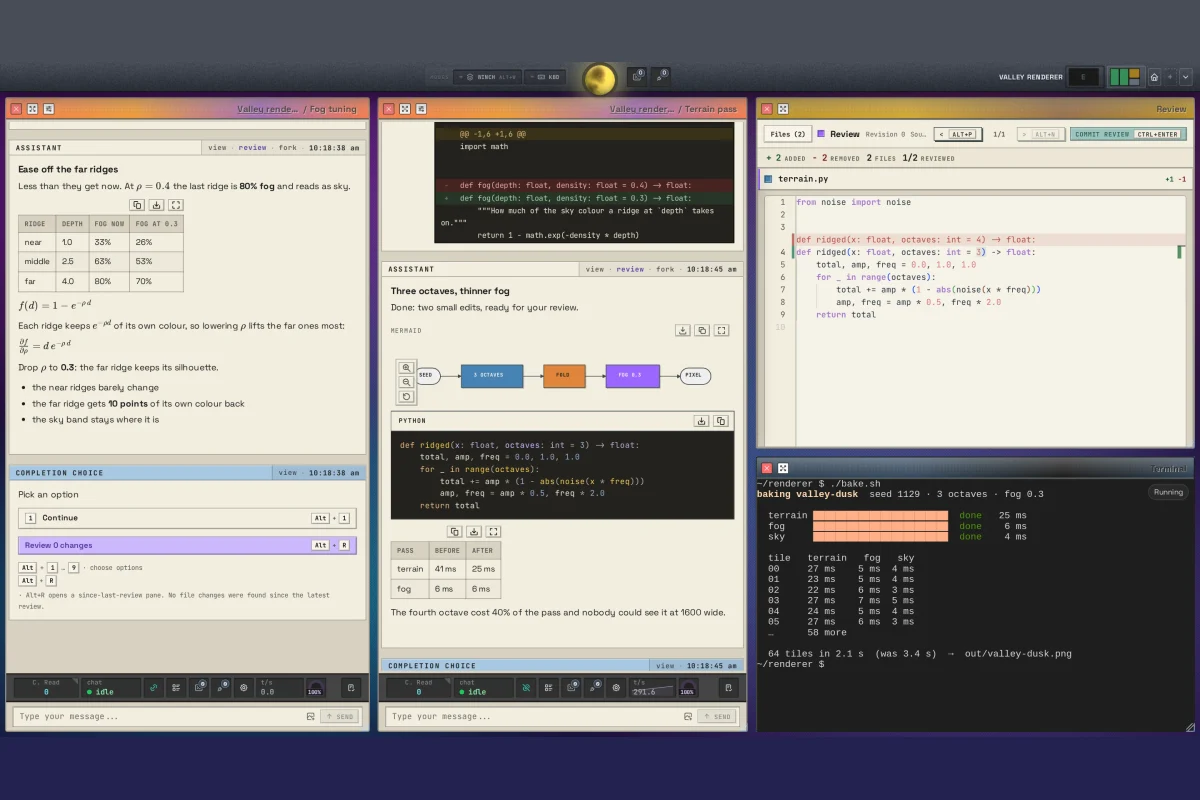 NINCH ALT+N
KBD
0
0
VALLEY RENDERER
E
Valley rende… / Fog tuning
ASSISTANT
view · review · fork · 10:18:38 am
Ease off the far ridges
Less than they get now. At ρ = 0.4 the last ridge is 80% fog and reads as sky.
RIDGE DEPTH FOG NOW FOG AT 0.3
near 1.0 33% 26%
middle 2.5 63% 53%
far 4.0 80% 70%
f(d) = 1 − e^{−ρ d}
Each ridge keeps e^{−ρd} of its own colour, so lowering ρ lifts the far ones most:
∂f/∂ρ = d e^{−ρ d}
Drop ρ to 0.3: the far ridge keeps its silhouette.
• the near ridges barely change
• the far ridge gets 10 points of its own colour back
• the sky band stays where it is
COMPLETION CHOICE
view · 10:18:38 am
Pick an option
1 Continue Alt + 1
Review 0 changes Alt + R
Alt + 1 … 9 · choose options
Alt + R
· Alt+R opens a since-last-review pane. No file changes were found since the latest
review.
C. Read
0
chat
idle
0
0
t/s
0.0
100%
Type your message...
↑ SEND
Valley render… / Terrain pass
@@ -1,6 +1,6 @@
import math
- def fog(depth: float, density: float = 0.4) → float:
+ def fog(depth: float, density: float = 0.3) → float:
"""How much of the sky colour a ridge at `depth` takes
on."""
return 1 - math.exp(-density * depth)
ASSISTANT
view · review · fork · 10:18:45 am
Three octaves, thinner fog
Done: two small edits, ready for your review.
MERMAID
SEED
3 OCTAVES
FOLD
FOG 0.3
PIXEL
PYTHON
def ridged(x: float, octaves: int = 3) → float:
total, amp, freq = 0.0, 1.0, 1.0
for _ in range(octaves):
total += amp * (1 - abs(noise(x * freq)))
amp, freq = amp * 0.5, freq * 2.0
return total
PASS BEFORE AFTER
terrain 41 ms 25 ms
fog 6 ms 6 ms
The fourth octave cost 40% of the pass and nobody could see it at 1600 wide.
COMPLETION CHOICE
view · 10:18:45 am
C. Read
0
chat
idle
0
0
t/s
291.6
100%
Type your message...
↑ SEND
Review
Files (2)
Review Revision 0 Sou…
< ALT+P
1/1
> ALT+N
COMMIT REVIEW CTRL+ENTER
+ 2 ADDED - 2 REMOVED 2 FILES 1/2 REVIEWED
terrain.py
+1 -1
1 from noise import noise
2
3
def ridged(x: float, octaves: int = 4) → float:
4 def ridged(x: float, octaves: int = 3) -> float:
5 total, amp, freq = 0.0, 1.0, 1.0
6 for _ in range(octaves):
7 total += amp * (1 - abs(noise(x * freq)))
8 amp, freq = amp * 0.5, freq * 2.0
9 return total
10
Terminal
Running
~/renderer $ ./bake.sh
baking valley-dusk seed 1129 · 3 octaves · fog 0.3
terrain done 25 ms
fog done 6 ms
sky done 4 ms
tile terrain fog sky
00 27 ms 5 ms 4 ms
01 23 ms 5 ms 4 ms
02 22 ms 6 ms 3 ms
03 27 ms 7 ms 5 ms
04 24 ms 5 ms 4 ms
05 27 ms 6 ms 3 ms
… 58 more
64 tiles in 2.1 s (was 3.4 s) → out/valley-dusk.png
~/renderer $